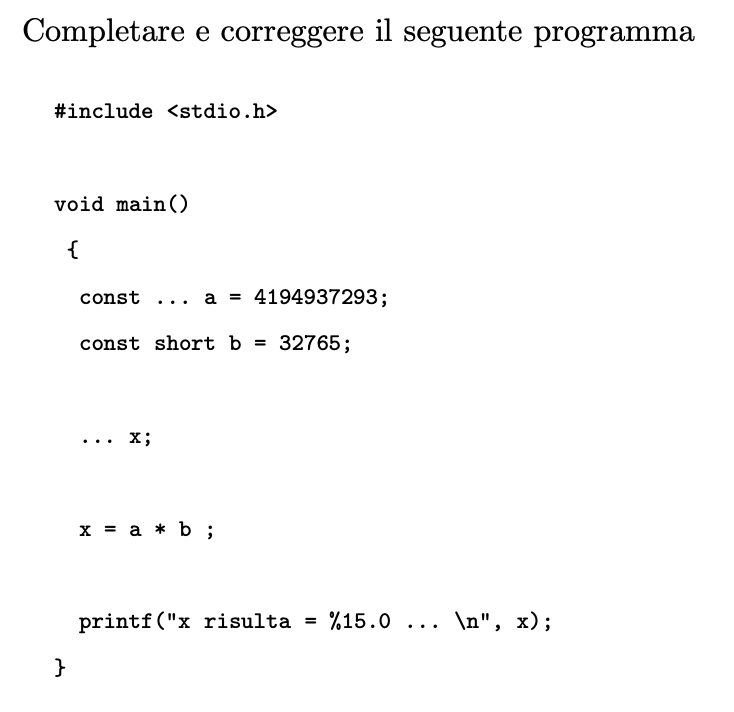 Completare e correggere il seguente programma
#include <stdio.h>
void main()
{
const ... a = 4194937293;
const short b = 32765;
... x;
x = a * b ;
printf("x risulta = %15.0 ... \n", x);
}